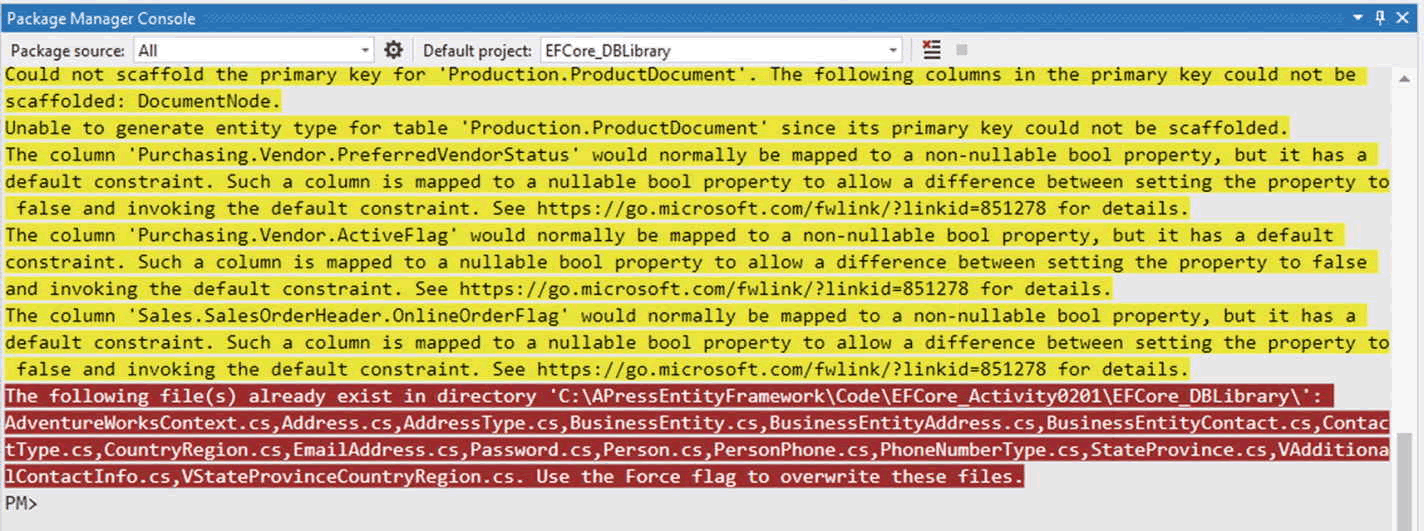 Package Manager Console
Package source: All Default project: EFCore_DBLibrary
Could not scaffold the primary key for 'Production.ProductDocument'. The following columns in the primary key could not be
scaffolded: DocumentNode.
Unable to generate entity type for table 'Production.ProductDocument' since its primary key could not be scaffolded.
The column 'Purchasing.Vendor.PreferredVendorStatus' would normally be mapped to a non-nullable bool property, but it has a
default constraint. Such a column is mapped to a nullable bool property to allow a difference between setting the property to
false and invoking the default constraint. See https://go.microsoft.com/fwlink/?linkid=851278 for details.
The column 'Purchasing.Vendor.ActiveFlag' would normally be mapped to a non-nullable bool property, but it has a default
constraint. Such a column is mapped to a nullable bool property to allow a difference between setting the property to false
and invoking the default constraint. See https://go.microsoft.com/fwlink/?linkid=851278 for details.
The column 'Sales.SalesOrderHeader.OnlineOrderFlag' would normally be mapped to a non-nullable bool property, but it has a
default constraint. Such a column is mapped to a nullable bool property to allow a difference between setting the property to
false and invoking the default constraint. See https://go.microsoft.com/fwlink/?linkid=851278 for details.
The following file(s) already exist in directory 'C:\APressEntityFramework\Code\EFCore_Activity0201\EFCore_DBLibrary\':
AdventureWorksContext.cs,Address.cs,AddressType.cs,BusinessEntity.cs,BusinessEntityAddress.cs,BusinessEntityContact.cs,Contac
tType.cs,CountryRegion.cs,EmailAddress.cs,Password.cs,Person.cs,PersonPhone.cs,PhoneNumberType.cs,StateProvince.cs,VAdditiona
lContactInfo.cs,VStateProvinceCountryRegion.cs. Use the Force flag to overwrite these files.
PM>